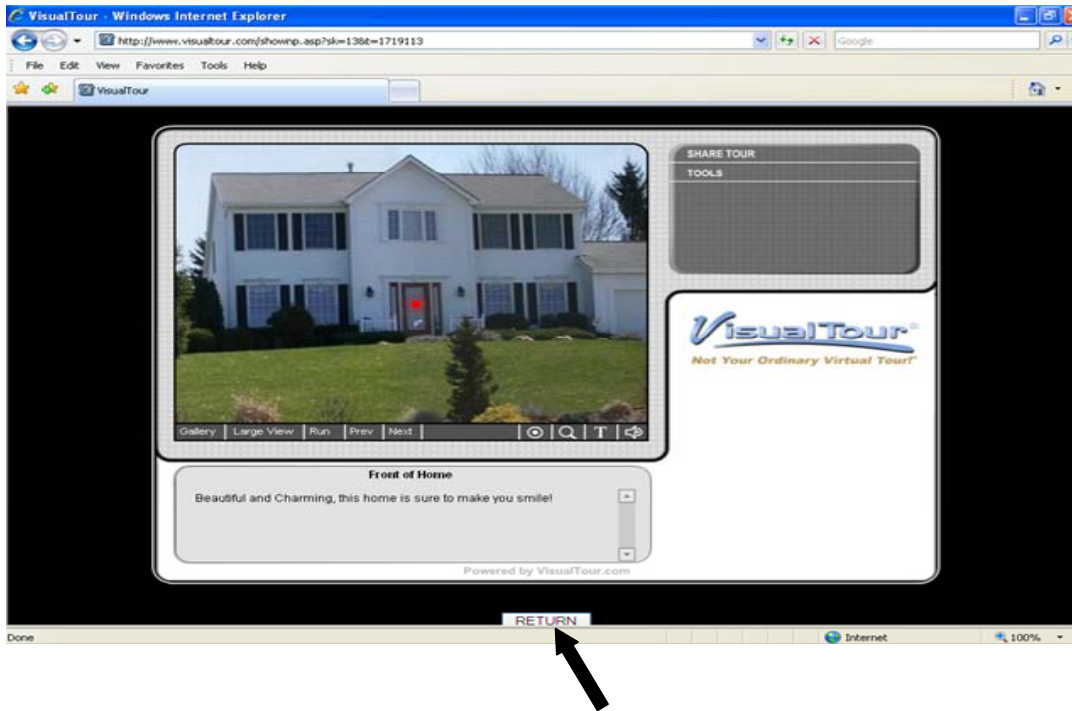 VisualTour - Windows Internet Explorer
http://www.visualtour.com/shownp.asp?sk=13&t=1719113
Google
File Edit View Favorites Tools Help
VisualTour
SHARE TOUR
TOOLS
VisualTour®
Not Your Ordinary Virtual Tour!"
Gallery | Large View | Run | Prev | Next | T
Front of Home
Beautiful and Charming, this home is sure to make you smile!
Powered by VisualTour.com
RETURN
Done Internet 100%